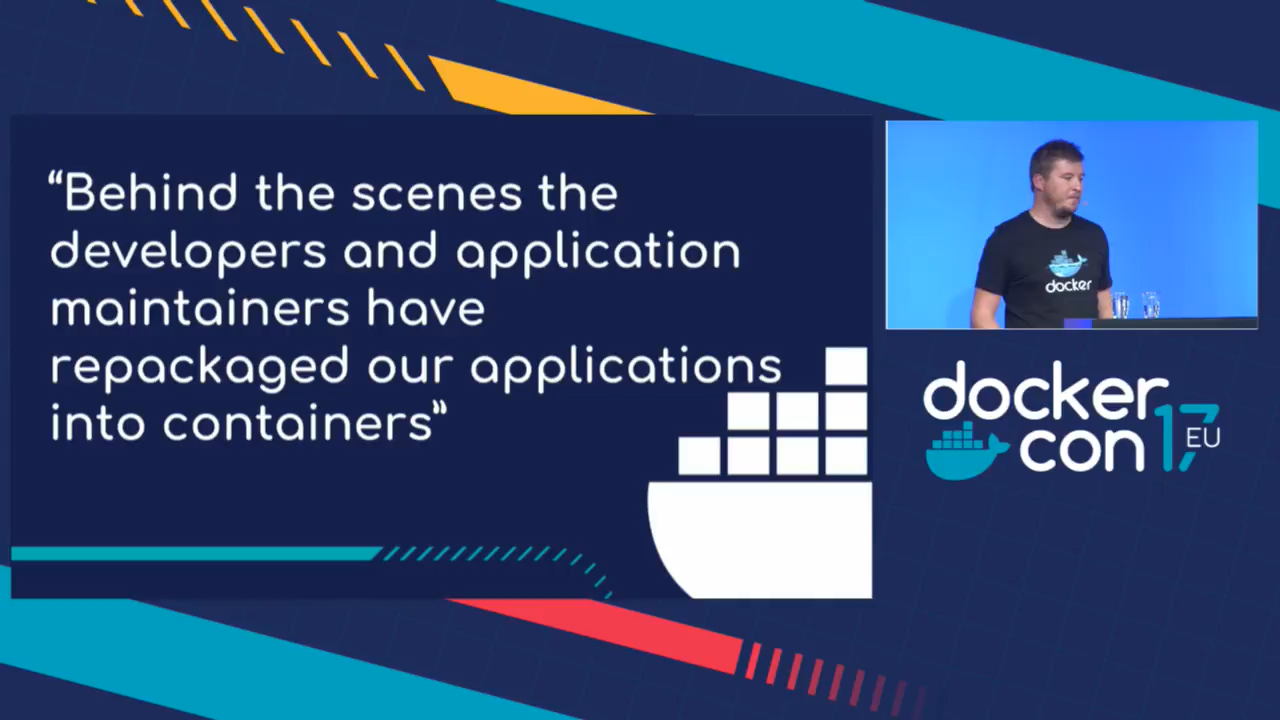 “Behind the scenes the
developers and application
maintainers have
repackaged our applications
into containers”
docker
docker
con 17 EU